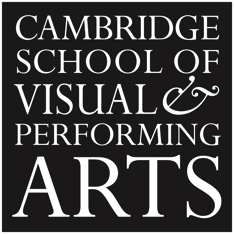 CAMBRIDGE
SCHOOL OF
VISUAL &
PERFORMING
ARTS